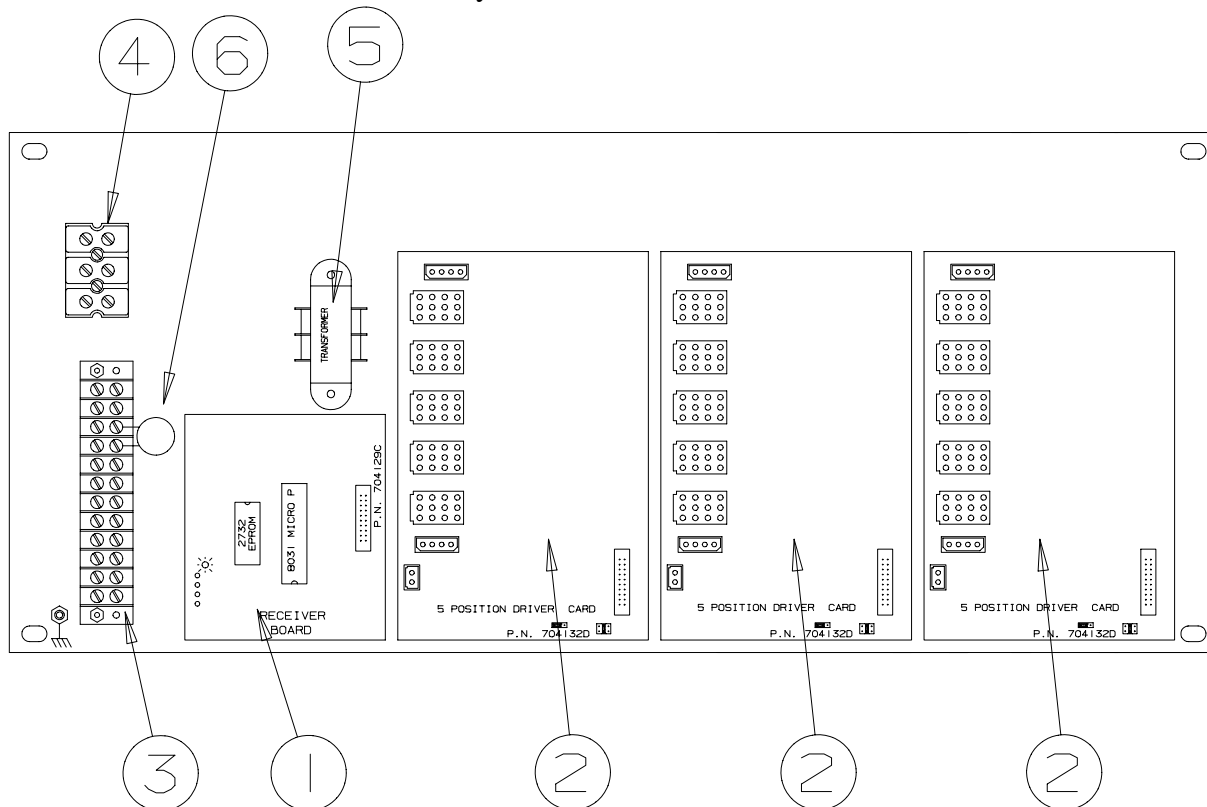 4
6
5
TRANSFORMER
P.N. 704129C
8031 MICRO P
2732
EPROM
RECEIVER
BOARD
5 POSITION DRIVER CARD
P.N. 704132D
5 POSITION DRIVER CARD
P.N. 704132D
5 POSITION DRIVER CARD
P.N. 704132D
3
1
2
2
2